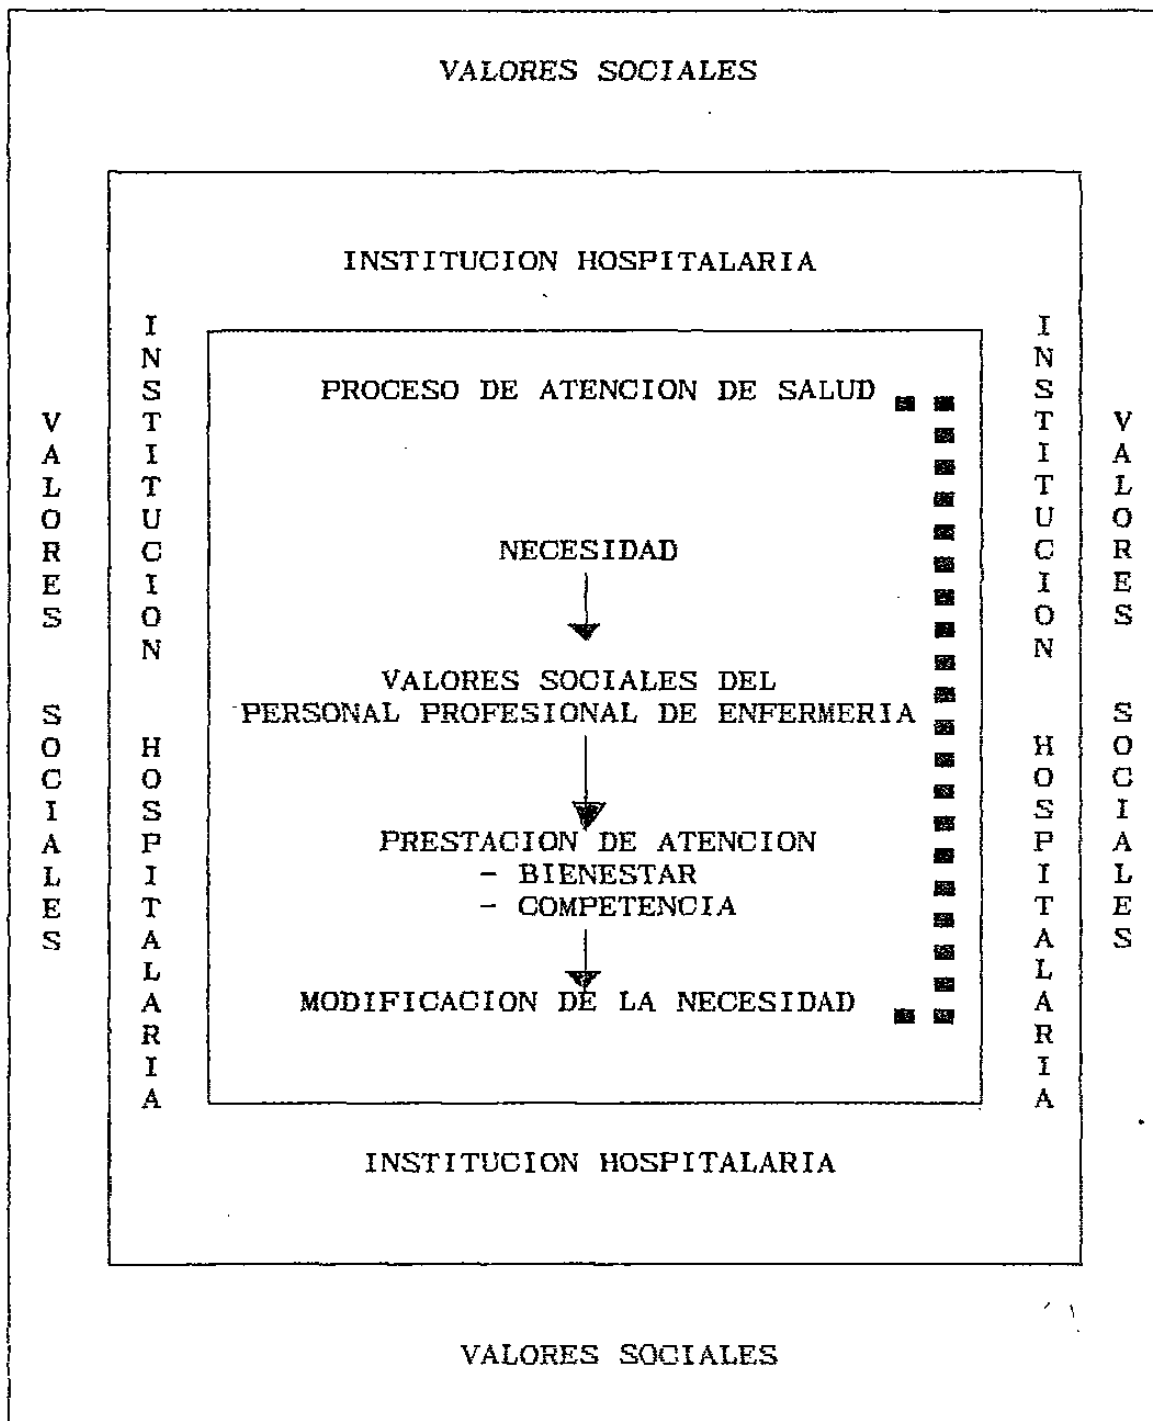 VALORES SOCIALES
INSTITUCION HOSPITALARIA
VALORES SOCIALES
INSTITUCION HOSPITALARIA
PROCESO DE ATENCION DE SALUD
NECESIDAD
VALORES SOCIALES DEL
PERSONAL PROFESIONAL DE ENFERMERIA
PRESTACION DE ATENCION
- BIENESTAR
- COMPETENCIA
MODIFICACION DE LA NECESIDAD
INSTITUCION HOSPITALARIA
VALORES SOCIALES
INSTITUCION HOSPITALARIA
VALORES SOCIALES